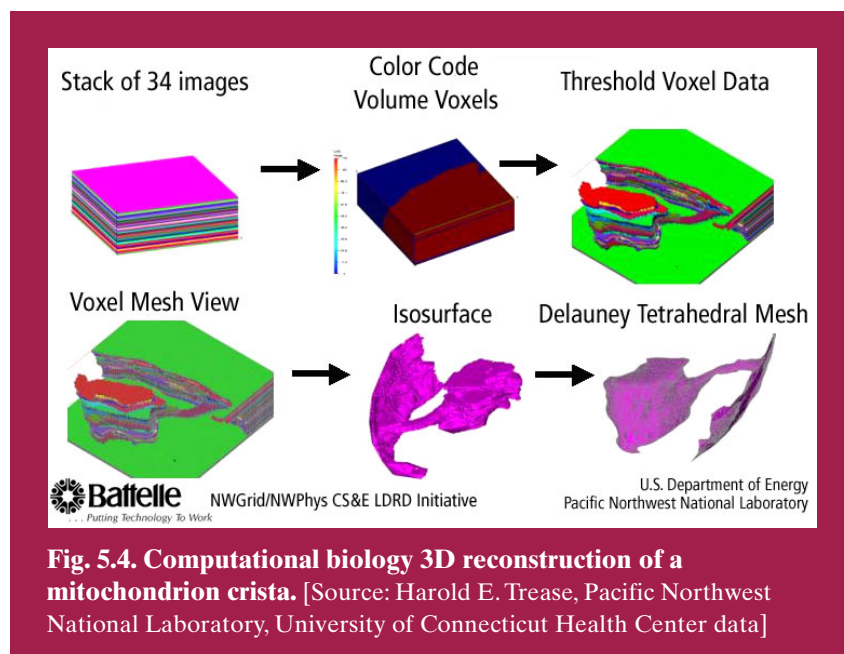 Stack of 34 images
Color Code
Volume Voxels
Threshold Voxel Data
Voxel Mesh View
Isosurface
Delauney Tetrahedral Mesh
Battelle
. . . Putting Technology To Work
NWGrid/NWPhys CS&E LDRD Initiative
U.S. Department of Energy
Pacific Northwest National Laboratory
Fig. 5.4. Computational biology 3D reconstruction of a
mitochondrion crista. [Source: Harold E. Trease, Pacific Northwest
National Laboratory, University of Connecticut Health Center data]